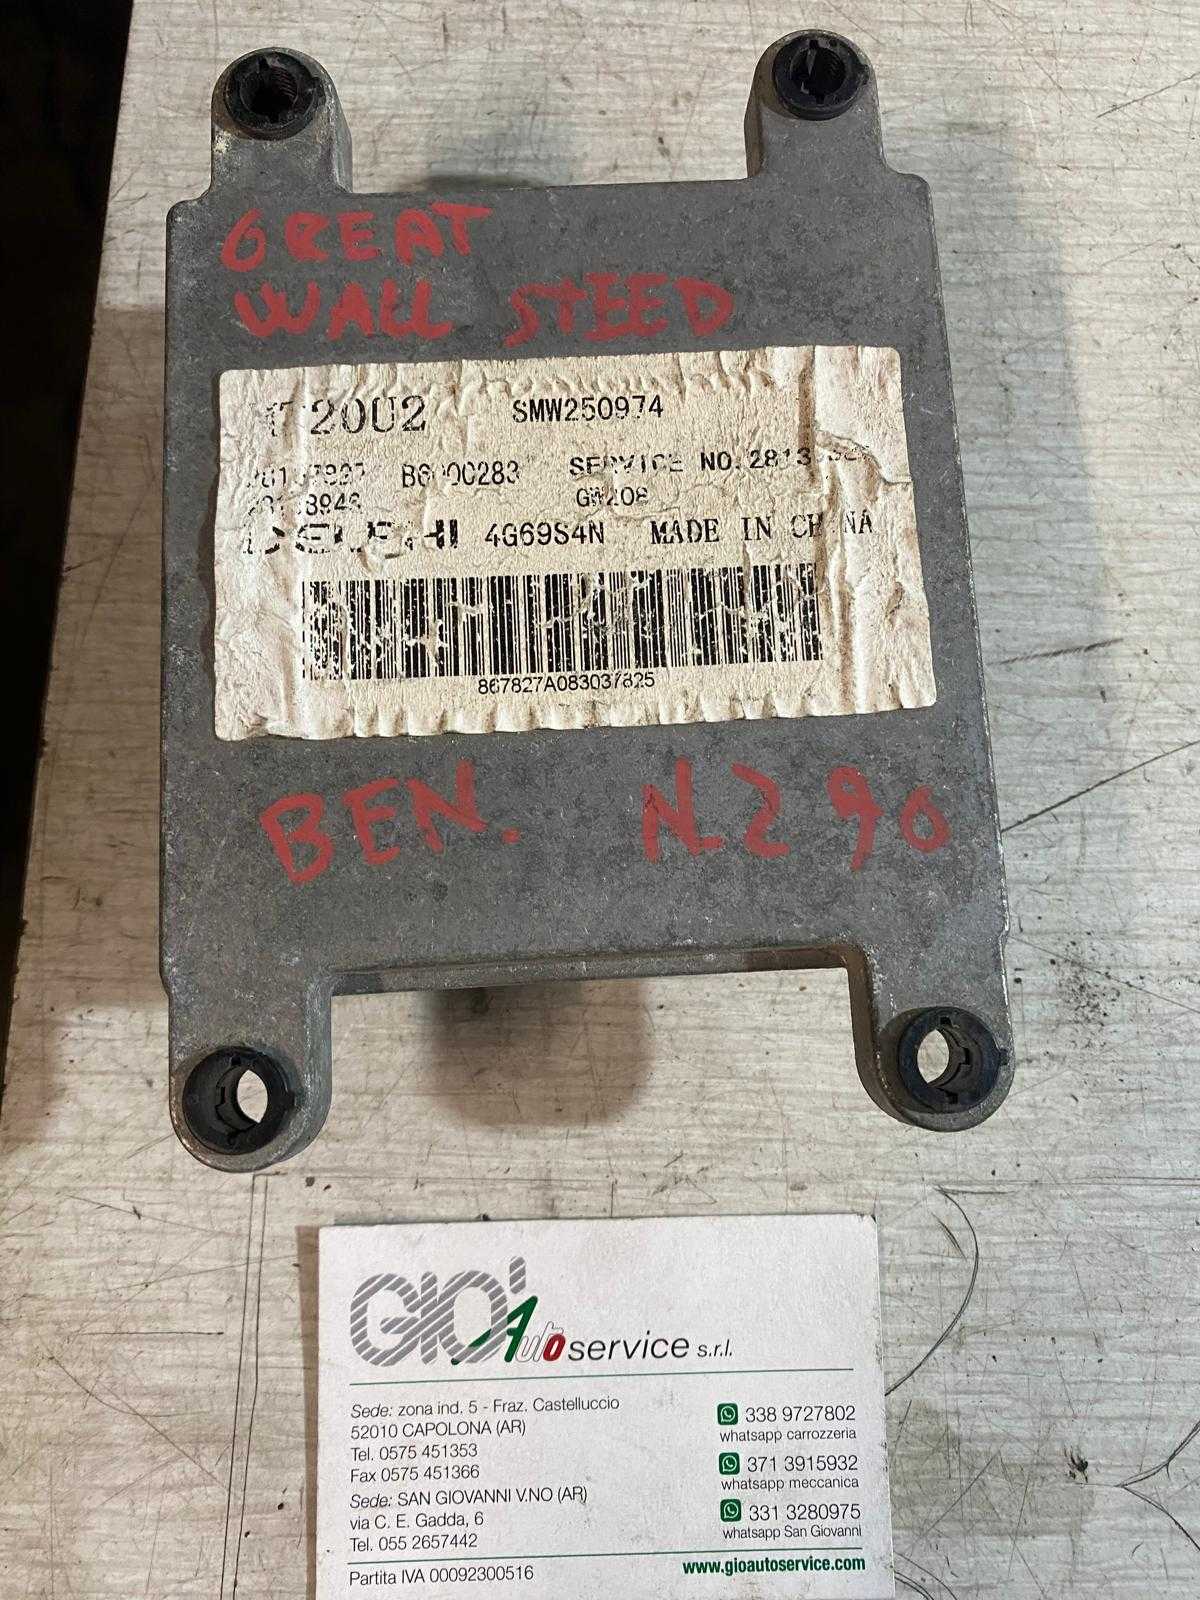 GREAT
WALL STEED
20U2 SMW250974
SERVICE NO.
GW208
DELPHI 4G69S4N MADE IN CHINA
867827A083037825
BEN. N.290
GIO' Auto service s.r.l.
Sede: zona ind. 5 - Fraz. Castelluccio
52010 CAPOLONA (AR)
Tel. 0575 451353
Fax 0575 451366
Sede: SAN GIOVANNI V.NO (AR)
via C. E. Gadda, 6
Tel. 055 2657442
Partita IVA 00092300516
338 9727802
whatsapp carrozzeria
371 3915932
whatsapp meccanica
331 3280975
whatsapp San Giovanni
www.gioautoservice.com